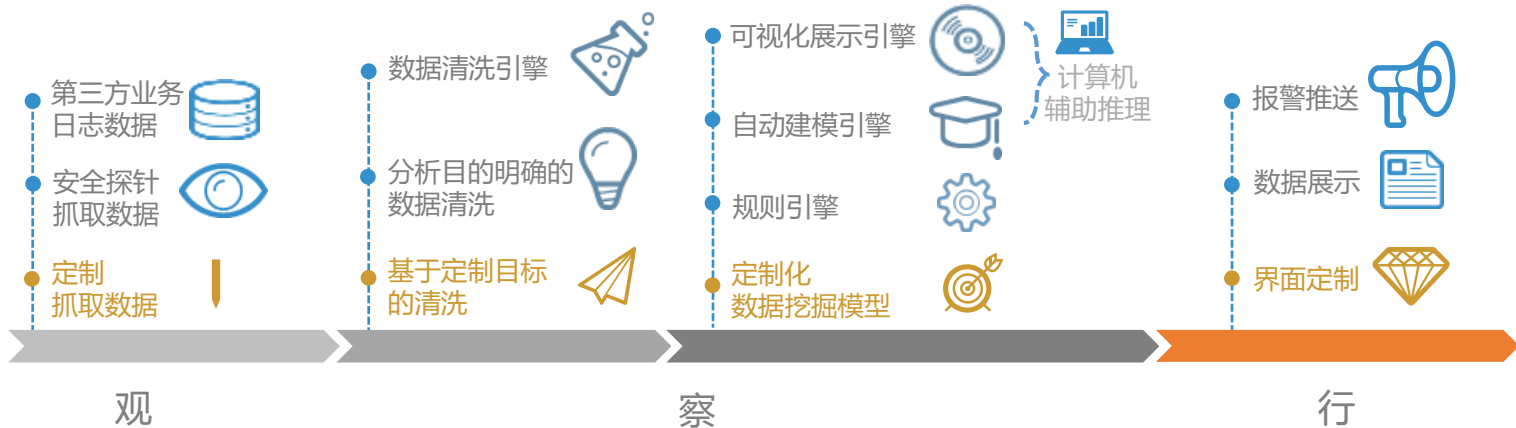 第三方业务
日志数据
安全探针
抓取数据
定制
抓取数据
数据清洗引擎
分析目的明确的
数据清洗
基于定制目标
的清洗
可视化展示引擎
自动建模引擎
规则引擎
定制化
数据挖掘模型
计算机
辅助推理
报警推送
数据展示
界面定制
观
察
行